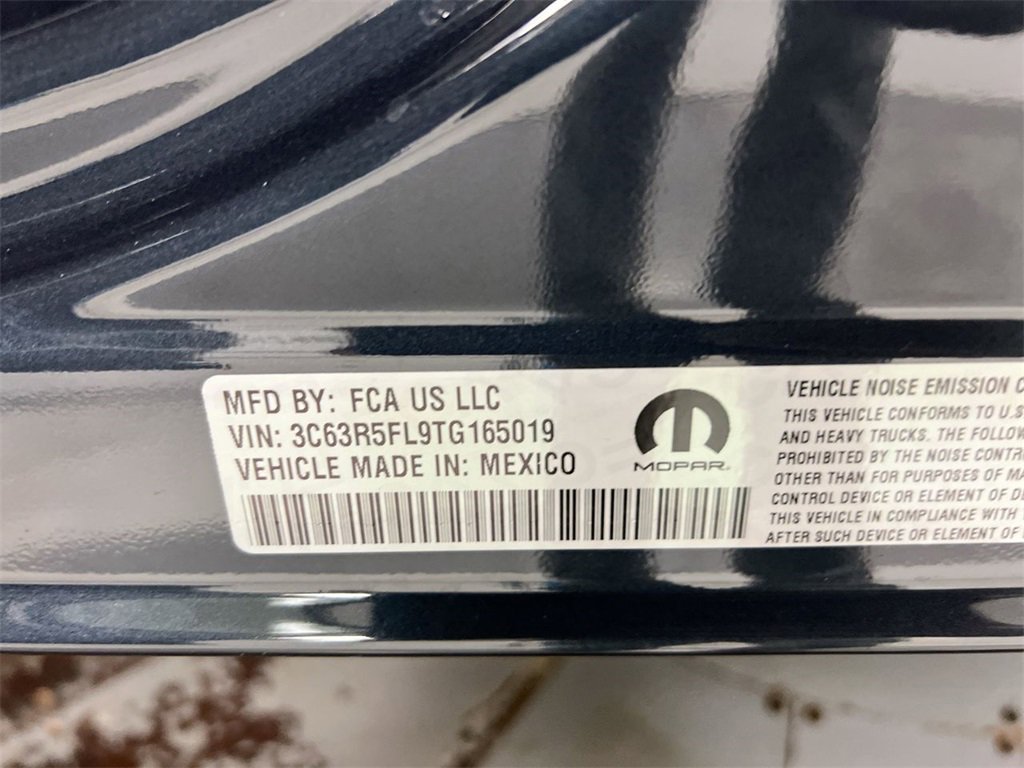 MFD BY: FCA US LLC
VIN: 3C63R5FL9TG165019
VEHICLE MADE IN: MEXICO
MOPAR.
VEHICLE NOISE EMISSION
THIS VEHICLE CONFORMS TO U.S
AND HEAVY TRUCKS. THE FOLLOW
PROHIBITED BY THE NOISE CONTR
OTHER THAN FOR PURPOSES OF MA
CONTROL DEVICE OR ELEMENT OF DE
THIS VEHICLE IN COMPLIANCE WITH
AFTER SUCH DEVICE OR ELEMENT OF